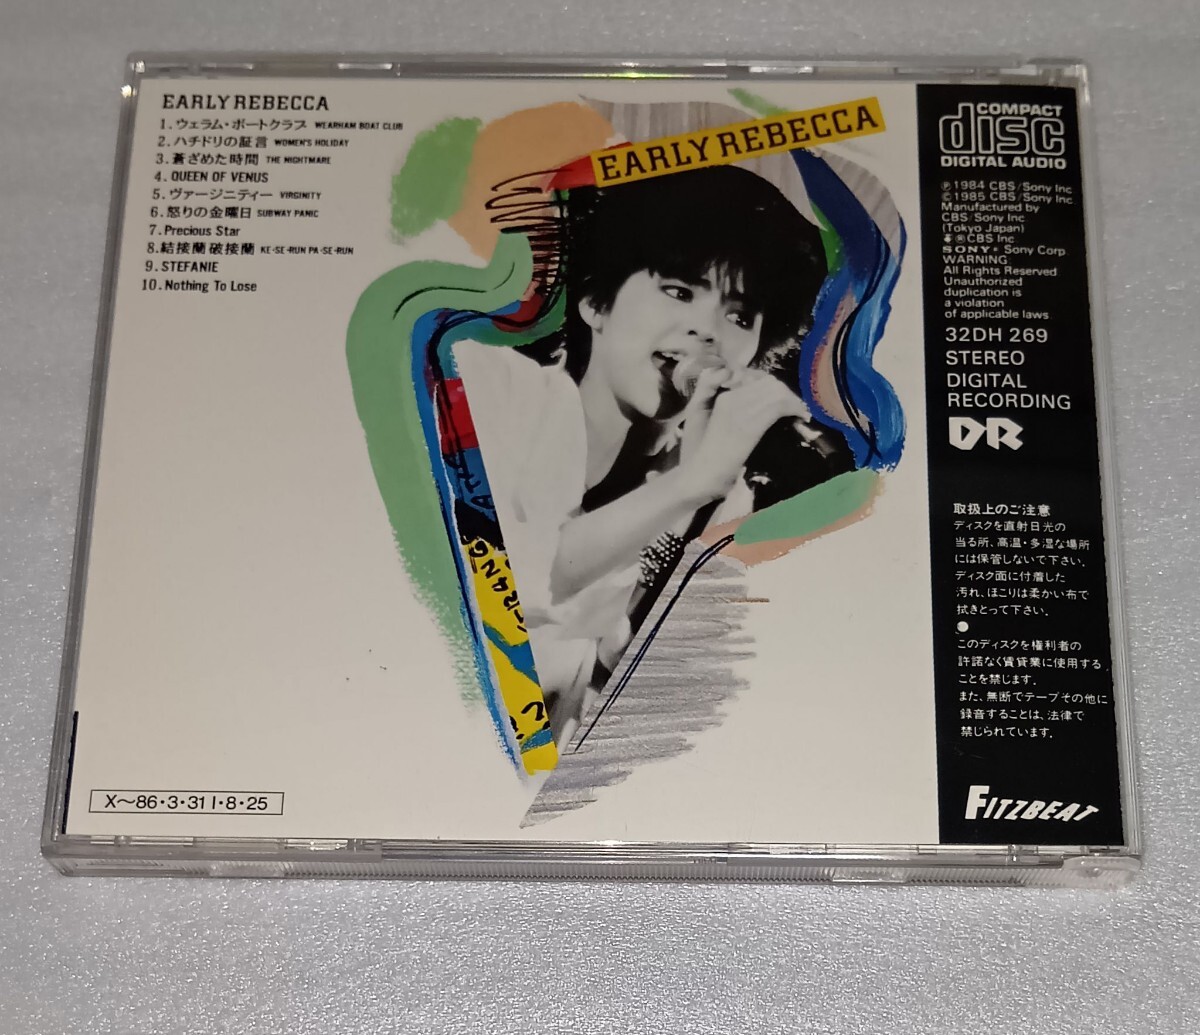 EARLY REBECCA
1. ウェラム・ボートクラブ WEARHAM BOAT CLUB
2. ハチドリの証言 WOMEN'S HOLIDAY
3. 蒼ざめた時間 THE NIGHTMARE
4. QUEEN OF VENUS
5. ヴァージニティー VIRGINITY
6. 怒りの金曜日 SUBWAY PANIC
7. Precious Star
8. 結接蘭 破接蘭 KE-SE-RUN PA-SE-RUN
9. STEFANIE
10. Nothing To Lose
EARLY REBECCA
X〜86・3・31 I・8・25
COMPACT
disc
DIGITAL AUDIO
Ⓟ1984 CBS/Sony Inc.
©1985 CBS/Sony Inc.
Manufactured by
CBS/Sony Inc
(Tokyo Japan)
®CBS Inc.
SONY® Sony Corp.
WARNING:
All Rights Reserved.
Unauthorized
duplication is
a violation
of applicable laws.
32DH 269
STEREO
DIGITAL
RECORDING
DR
取扱上のご注意
ディスクを直射日光の
当る所、高温・多湿な場所
には保管しないで下さい。
ディスク面に付着した
汚れ、ほこりは柔かい布で
拭きとって下さい。
●
このディスクを権利者の
許諾なく賃貸業に使用する
ことを禁じます。
また、無断でテープその他に
録音することは、法律で
禁じられています。
FITZBEAT